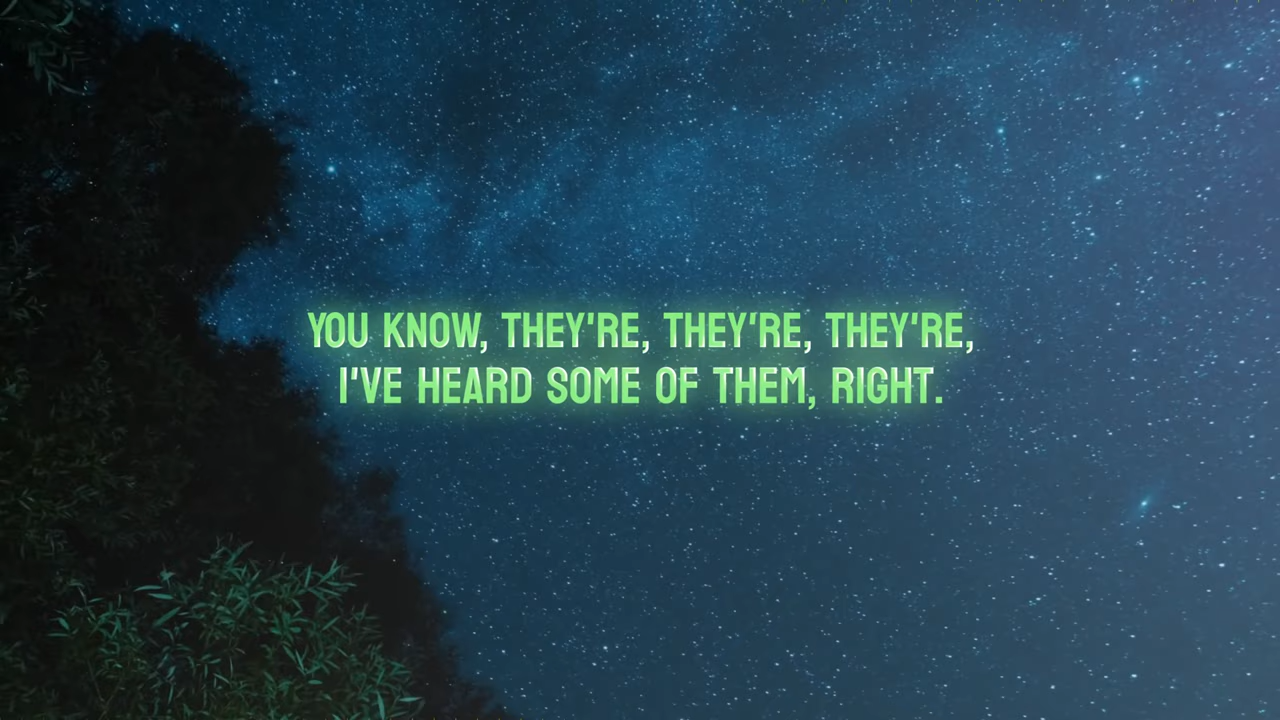 YOU KNOW, THEY'RE, THEY'RE, THEY'RE,
I'VE HEARD SOME OF THEM, RIGHT.